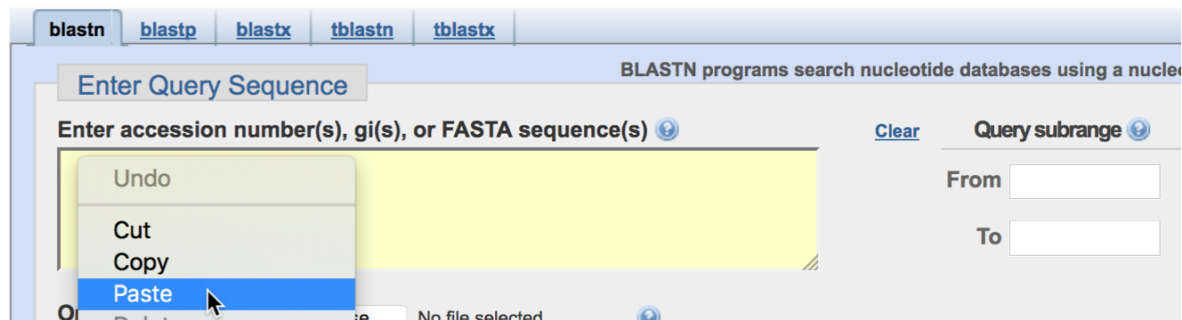 blastn blastp blastx tblastn tblastx
BLASTN programs search nucleotide databases using a
Enter Query Sequence
Enter accession number(s), gi(s), or FASTA sequence(s) Clear Query subrange
From
To
Undo
Cut
Copy
Paste
No file selected